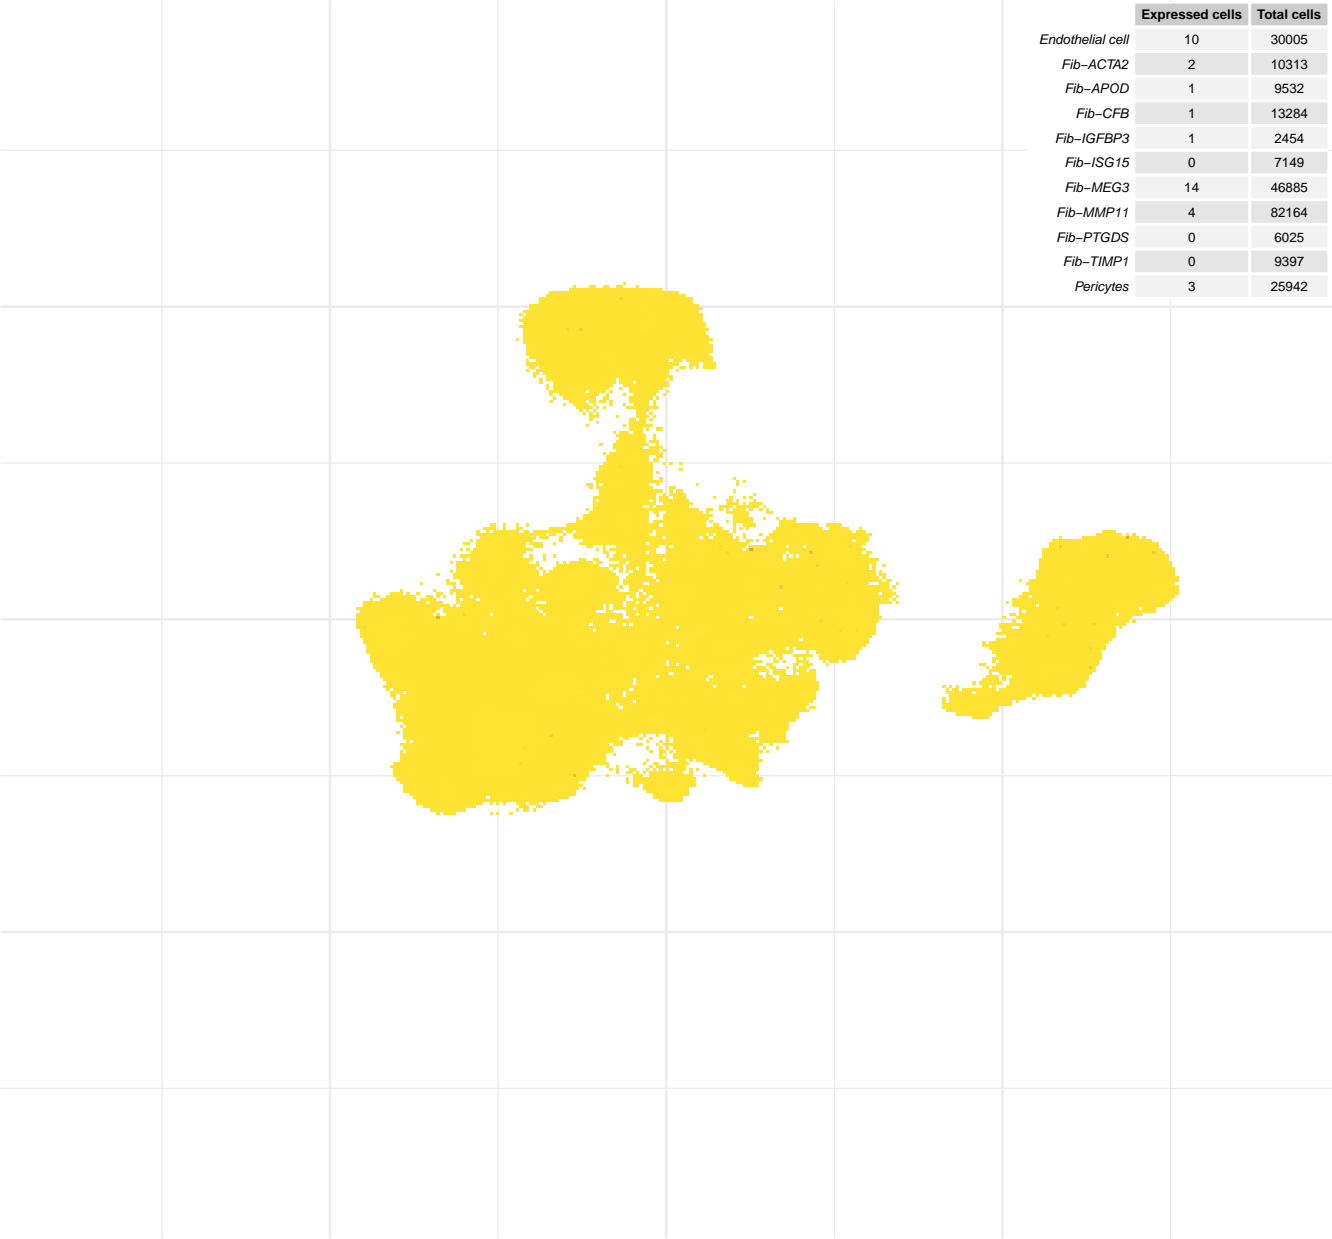 Expressed cells Total cells
Endothelial cell 10 30005
Fib−ACTA2 2 10313
Fib−APOD 1 9532
Fib−CFB 1 13284
Fib−IGFBP3 1 2454
Fib−ISG15 0 7149
Fib−MEG3 14 46885
Fib−MMP11 4 82164
Fib−PTGDS 0 6025
Fib−TIMP1 0 9397
Pericytes 3 25942